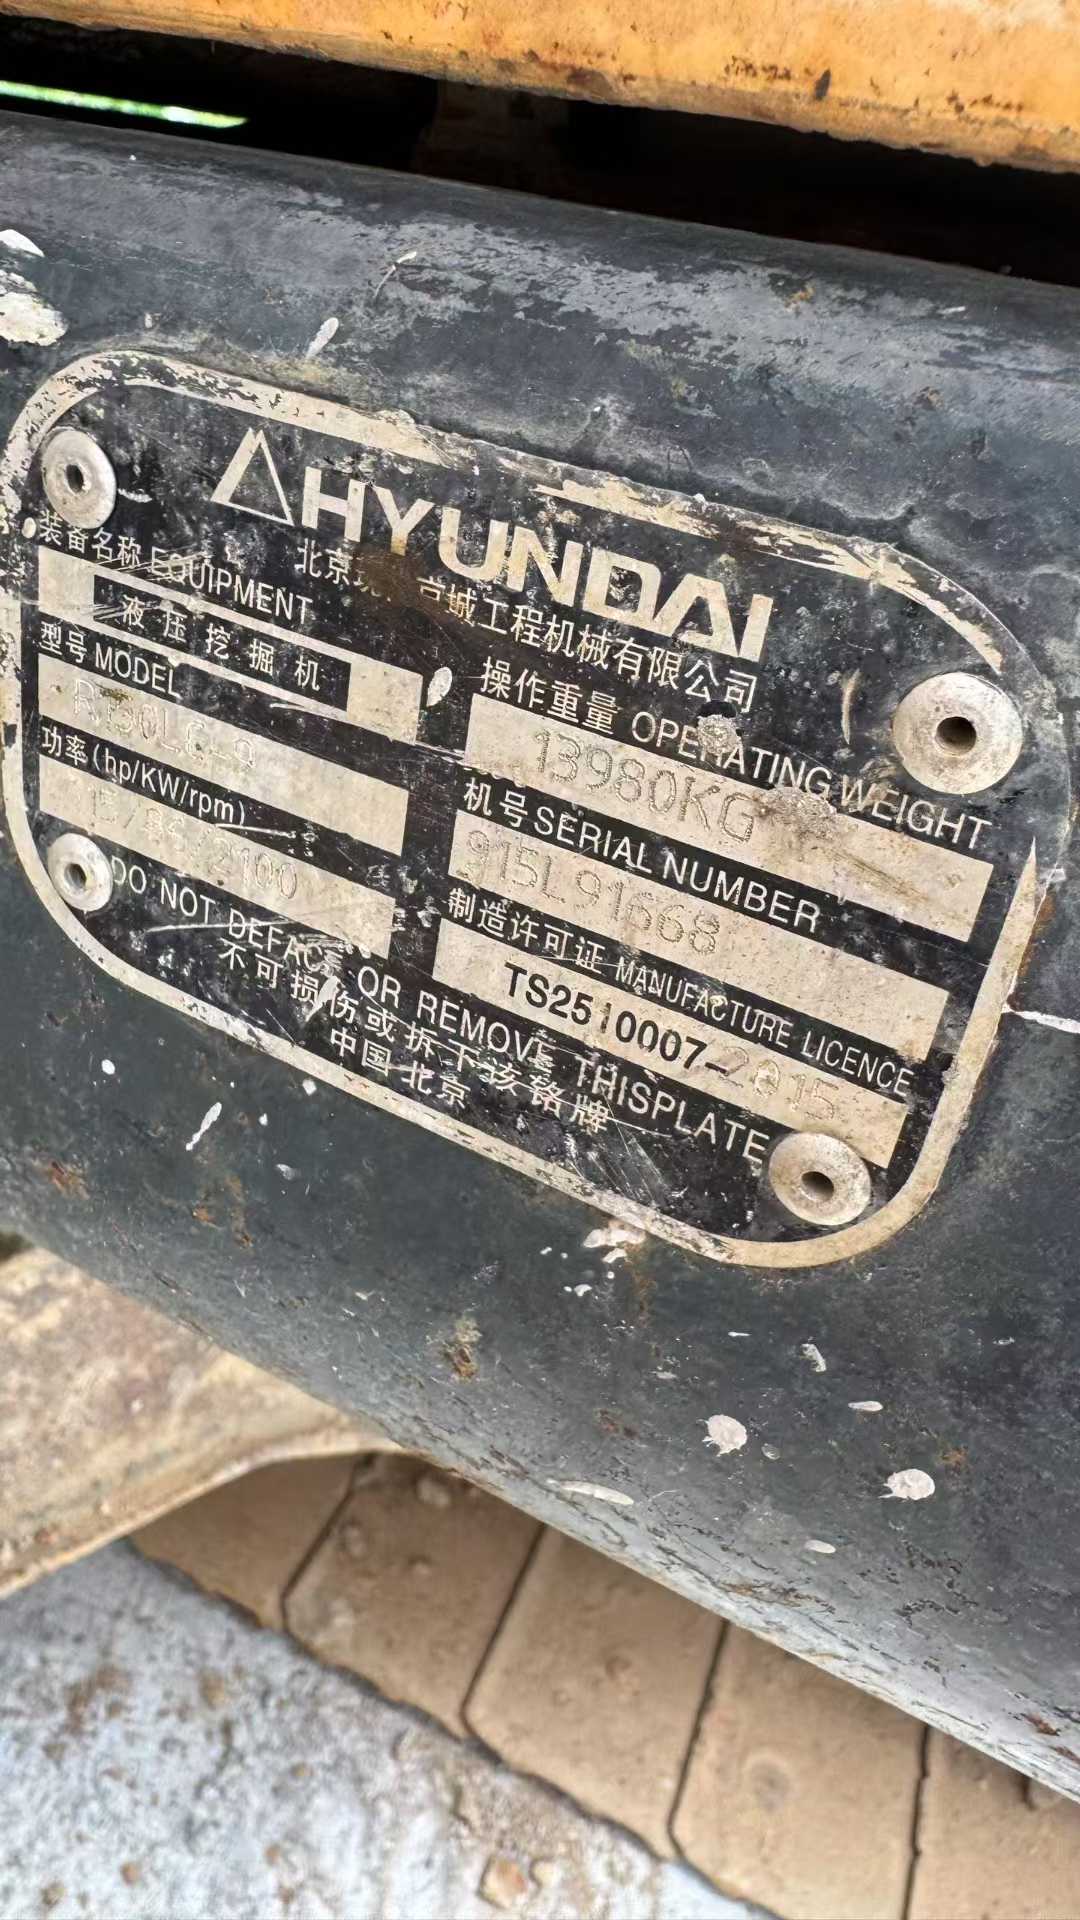 HYUNDAI
北京 京城工程机械有限公司
装备名称 EQUIPMENT
液压挖掘机
型号 MODEL
功率(hp/KW/rpm)
操作重量 OPERATING WEIGHT
13980KG
机号 SERIAL NUMBER
915L91668
制造许可证 MANUFACTURE LICENCE
TS2510007-2015
DO NOT DEFACE OR REMOVE THISPLATE
不可损伤或拆下该铭牌
中国北京